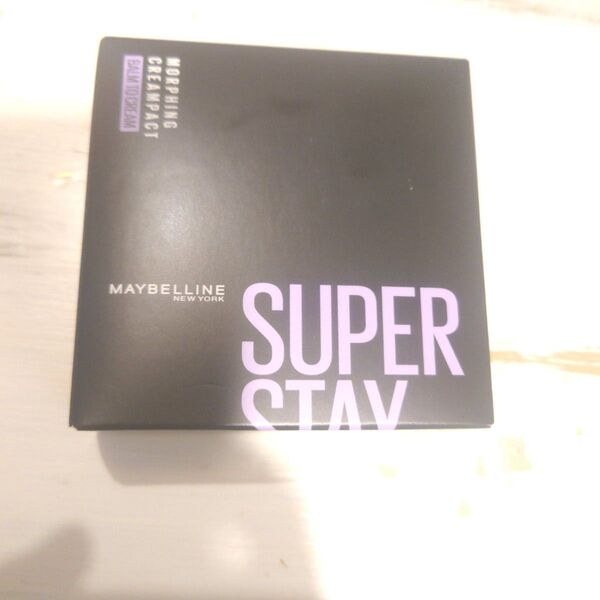 MORPHING
CREAMPACT
BALM TO CREAM
MAYBELLINE
NEW YORK
SUPER
STAY